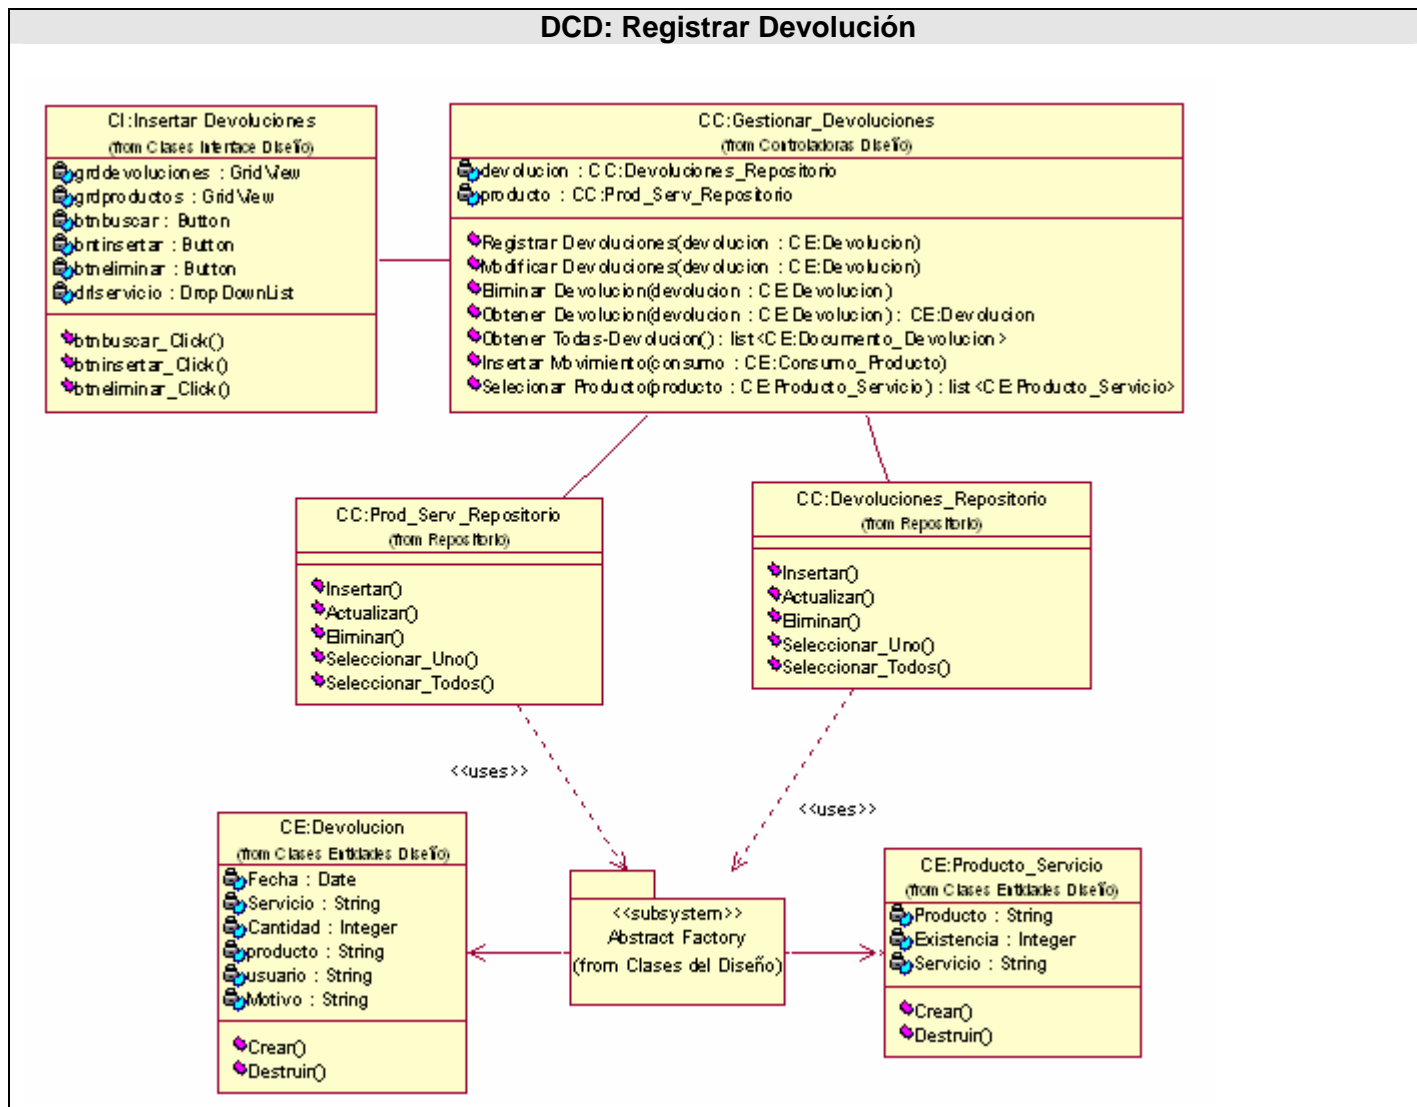 DCD: Registrar Devolución
CI:Insertar Devoluciones
(from Clases Interface Diseño)
grddevoluciones : GridView
grdproductos : GridView
btnbuscar : Button
bntinsertar : Button
btneliminar : Button
drlservicio : DropDownList
btnbuscar_Click()
btninsertar_Click()
btneliminar_Click()
CC:Gestionar_Devoluciones
(from Controladoras Diseño)
devolucion : CC:Devoluciones_Repositorio
producto : CC:Prod_Serv_Repositorio
Registrar Devoluciones(devolucion : CE:Devolucion)
Modificar Devoluciones(devolucion : CE:Devolucion)
Eliminar Devolucion(devolucion : CE:Devolucion)
Obtener Devolucion(devolucion : CE:Devolucion) : CE:Devolucion
Obtener Todas-Devolucion() : list<CE:Documento_Devolucion>
Insertar Movimiento(consumo : CE:Consumo_Producto)
Selecionar Producto(producto : CE:Producto_Servicio) : list<CE:Producto_Servicio>
CC:Prod_Serv_Repositorio
(from Repositorio)
Insertar()
Actualizar()
Eliminar()
Seleccionar_Uno()
Seleccionar_Todos()
CC:Devoluciones_Repositorio
(from Repositorio)
Insertar()
Actualizar()
Eliminar()
Seleccionar_Uno()
Seleccionar_Todos()
<<uses>>
<<uses>>
CE:Devolucion
(from Clases Entidades Diseño)
Fecha : Date
Servicio : String
Cantidad : Integer
producto : String
usuario : String
Motivo : String
Crear()
Destruir()
<<subsystem>>
Abstract Factory
(from Clases del Diseño)
CE:Producto_Servicio
(from Clases Entidades Diseño)
Producto : String
Existencia : Integer
Servicio : String
Crear()
Destruir()